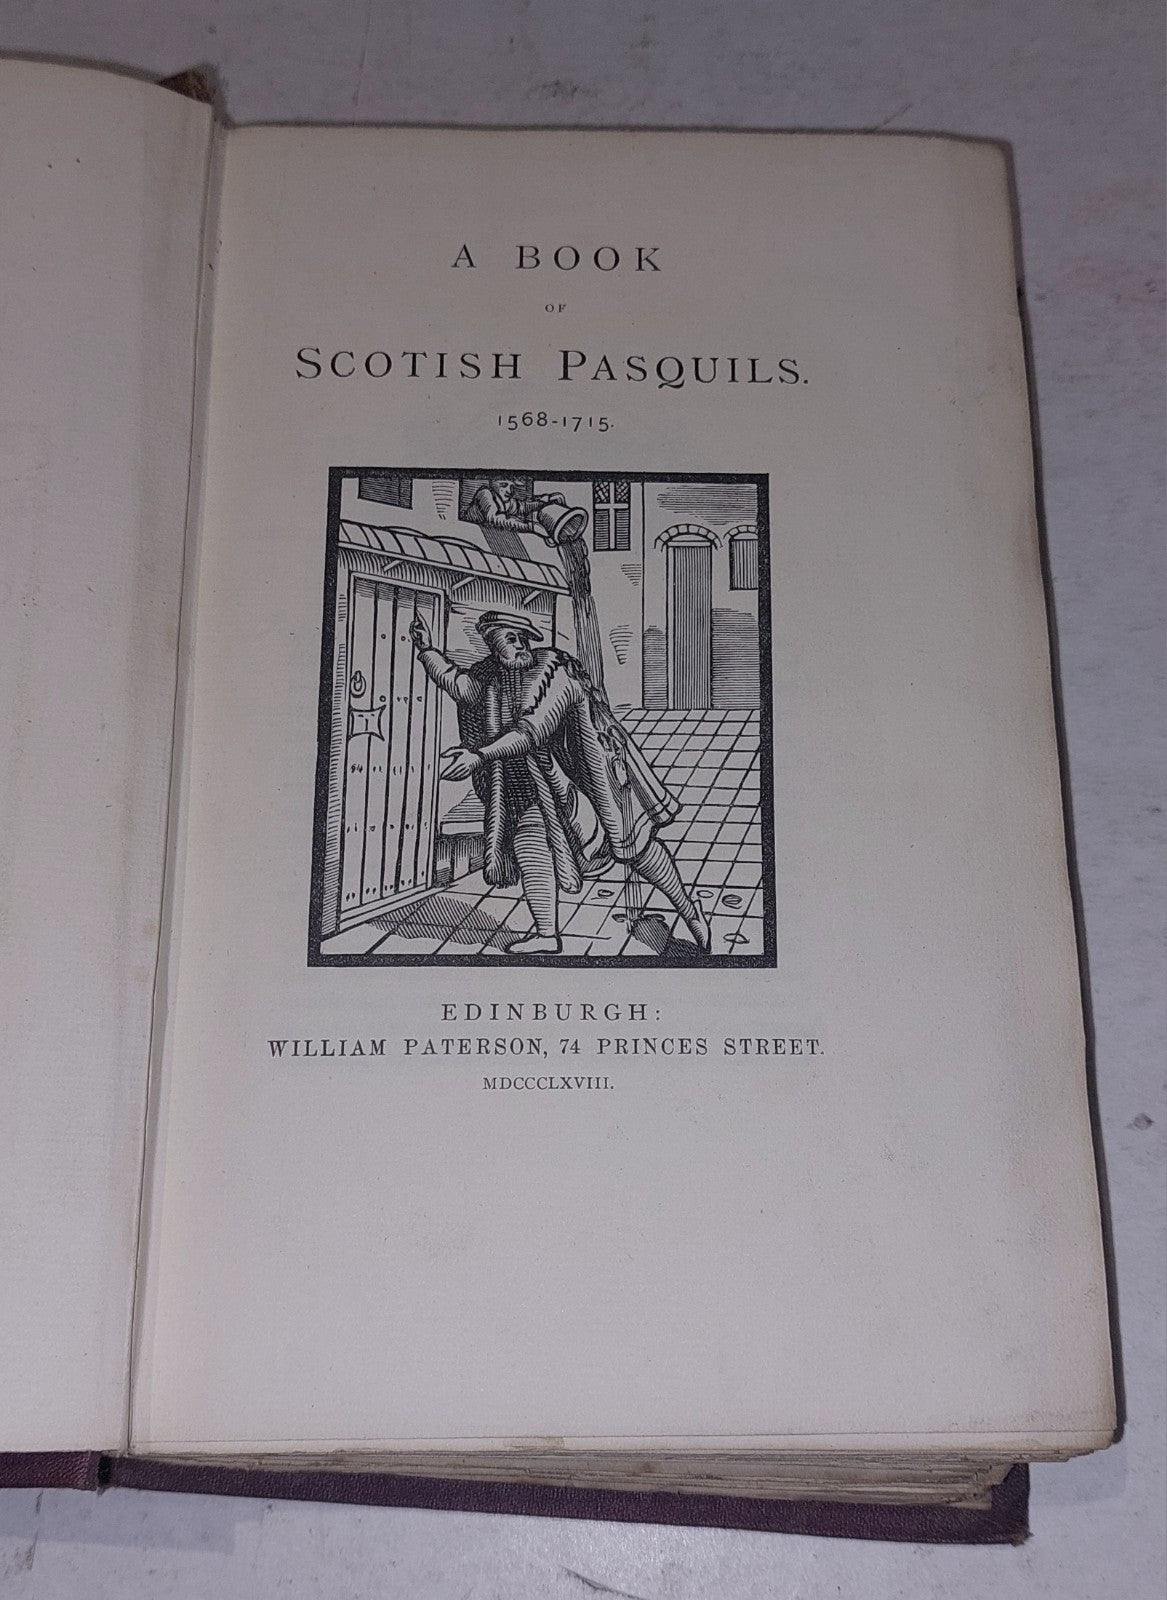 A BOOK
OF
SCOTISH PASQUILS.
1568-1715.
EDINBURGH:
WILLIAM PATERSON, 74 PRINCES STREET.
MDCCCLXVIII.